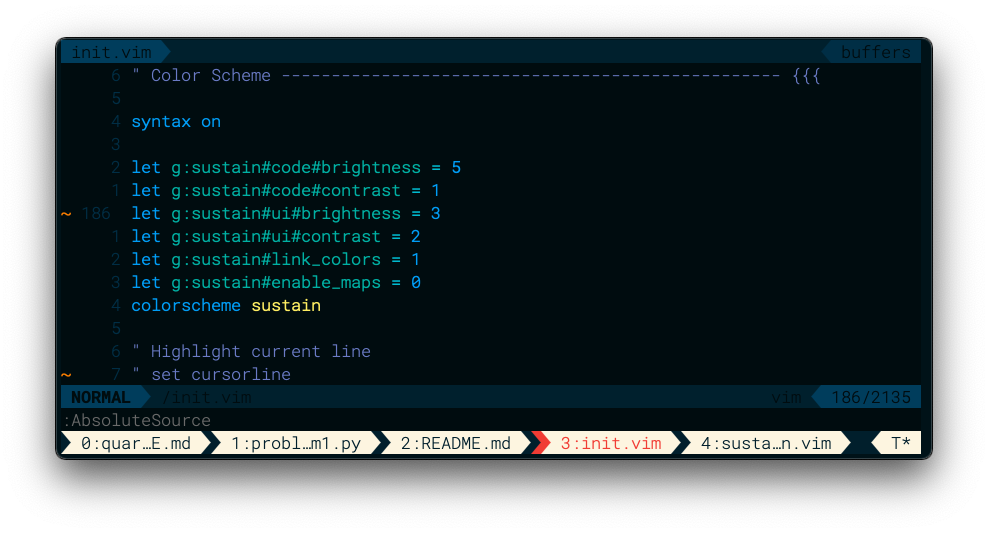 init.vim buffers
6 " Color Scheme -------------------------------------------------- {{{
5
4 syntax on
3
2 let g:sustain#code#brightness = 5
1 let g:sustain#code#contrast = 1
~ 186 let g:sustain#ui#brightness = 3
1 let g:sustain#ui#contrast = 2
2 let g:sustain#link_colors = 1
3 let g:sustain#enable_maps = 0
4 colorscheme sustain
5
6 " Highlight current line
~ 7 " set cursorline
NORMAL /init.vim vim 186/2135
:AbsoluteSource
0:quar…E.md 1:probl…m1.py 2:README.md 3:init.vim 4:susta…n.vim T*